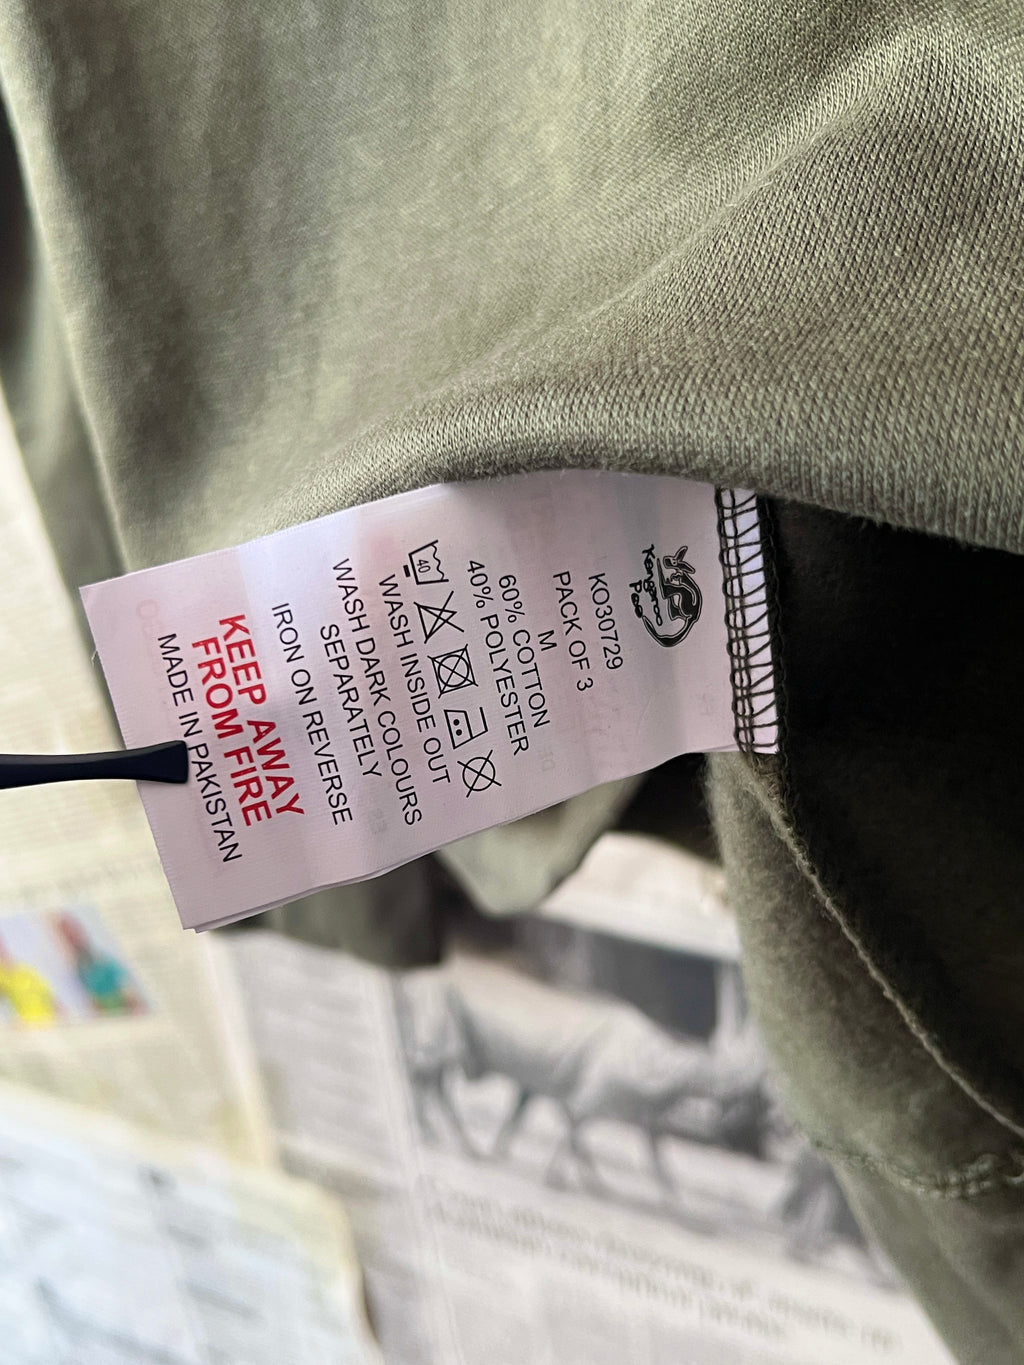 Kangaroo
Poo
KO30729
PACK OF 3
M
60% COTTON
40% POLYESTER
40
WASH INSIDE OUT
WASH DARK COLOURS
SEPARATELY
IRON ON REVERSE
KEEP AWAY
FROM FIRE
MADE IN PAKISTAN